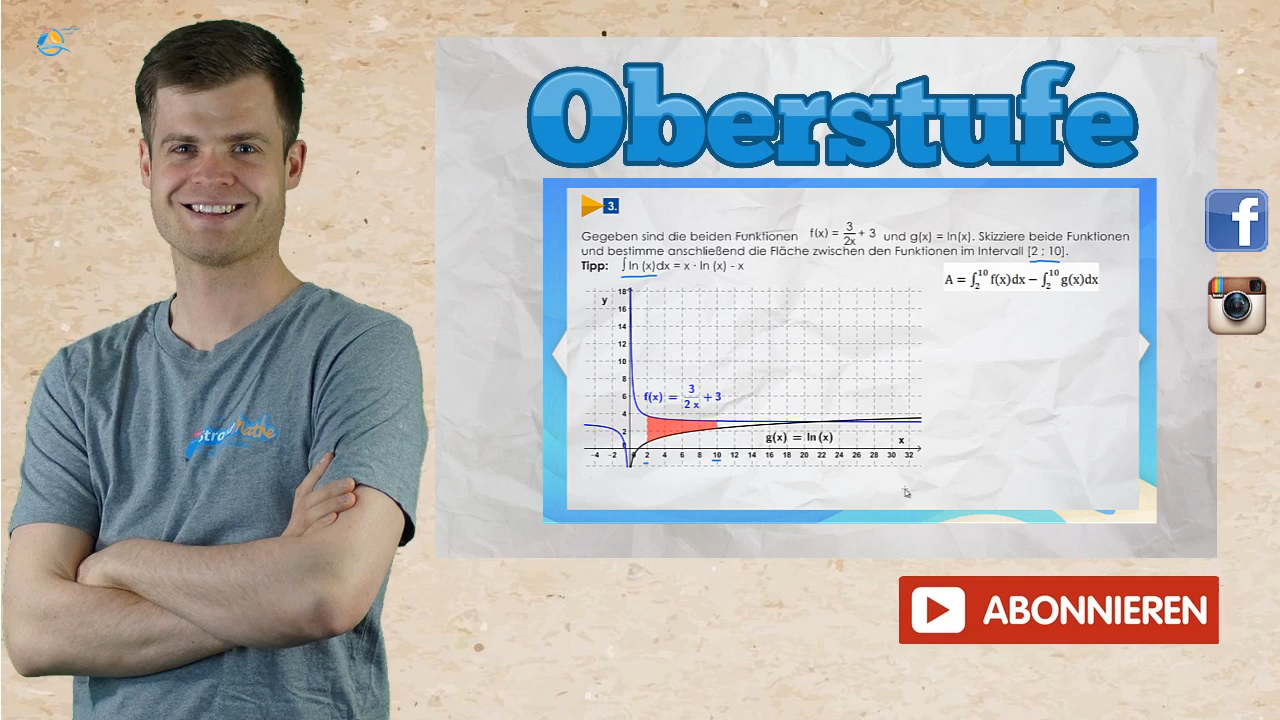 Oberstufe
3.
Gegeben sind die beiden Funktionen f(x) = 3/2x + 3 und g(x) = ln(x). Skizziere beide Funktionen
und bestimme anschließend die Fläche zwischen den Funktionen im Intervall [2 ; 10].
Tipp: ∫ ln (x)dx = x · ln (x) - x
A = ∫₂¹⁰ f(x)dx − ∫₂¹⁰ g(x)dx
y
18
16
14
12
10
8
6
4
2
0
f(x) = 3/2 x + 3
g(x) = ln (x)
x
-4 -2 0 2 4 6 8 10 12 14 16 18 20 22 24 26 28 30 32
StrandMathe
f
ABONNIEREN